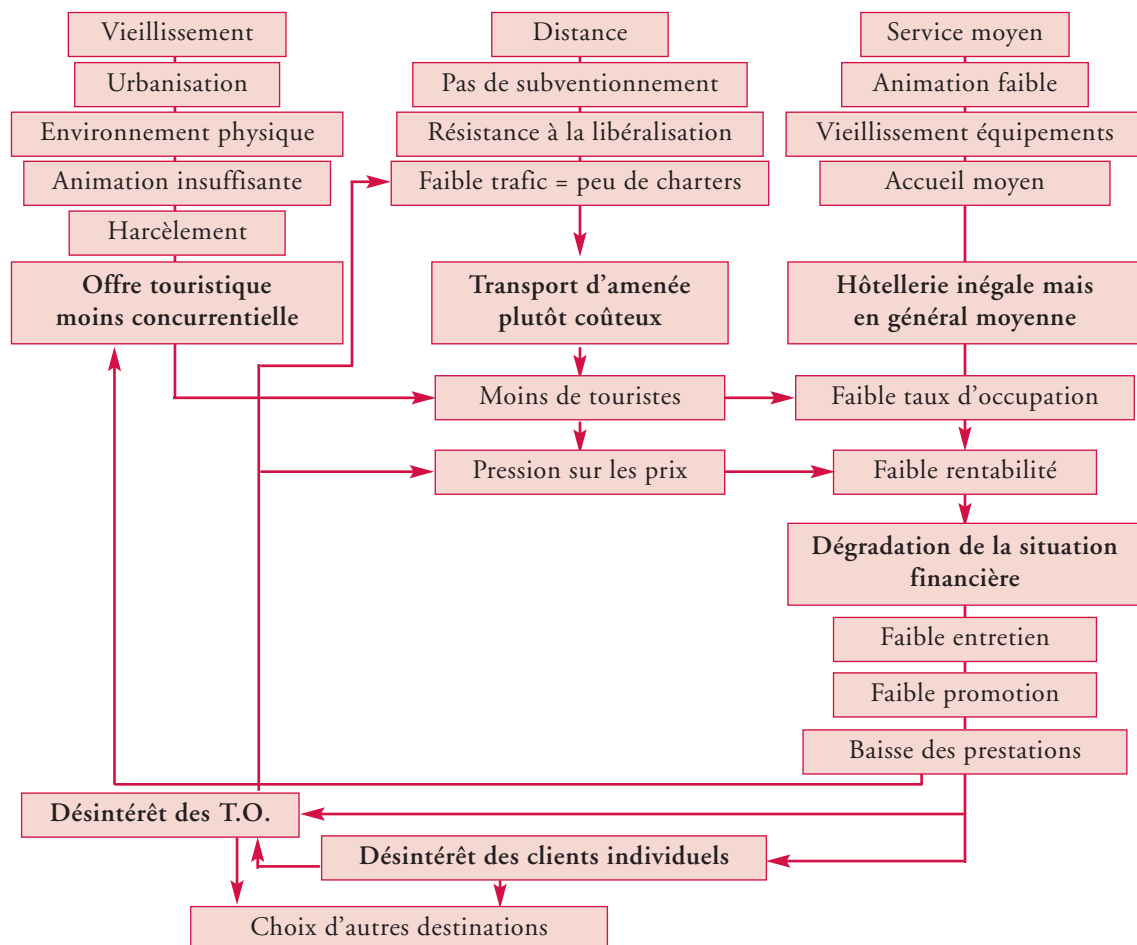 Vieillissement
Urbanisation
Environnement physique
Animation insuffisante
Harcèlement
Offre touristique
moins concurrentielle
Distance
Pas de subventionnement
Résistance à la libéralisation
Faible trafic = peu de charters
Transport d'amenée
plutôt coûteux
Moins de touristes
Pression sur les prix
Service moyen
Animation faible
Vieillissement équipements
Accueil moyen
Hôtellerie inégale mais
en général moyenne
Faible taux d'occupation
Faible rentabilité
Dégradation de la situation
financière
Faible entretien
Faible promotion
Baisse des prestations
Désintérêt des T.O.
Désintérêt des clients individuels
Choix d'autres destinations